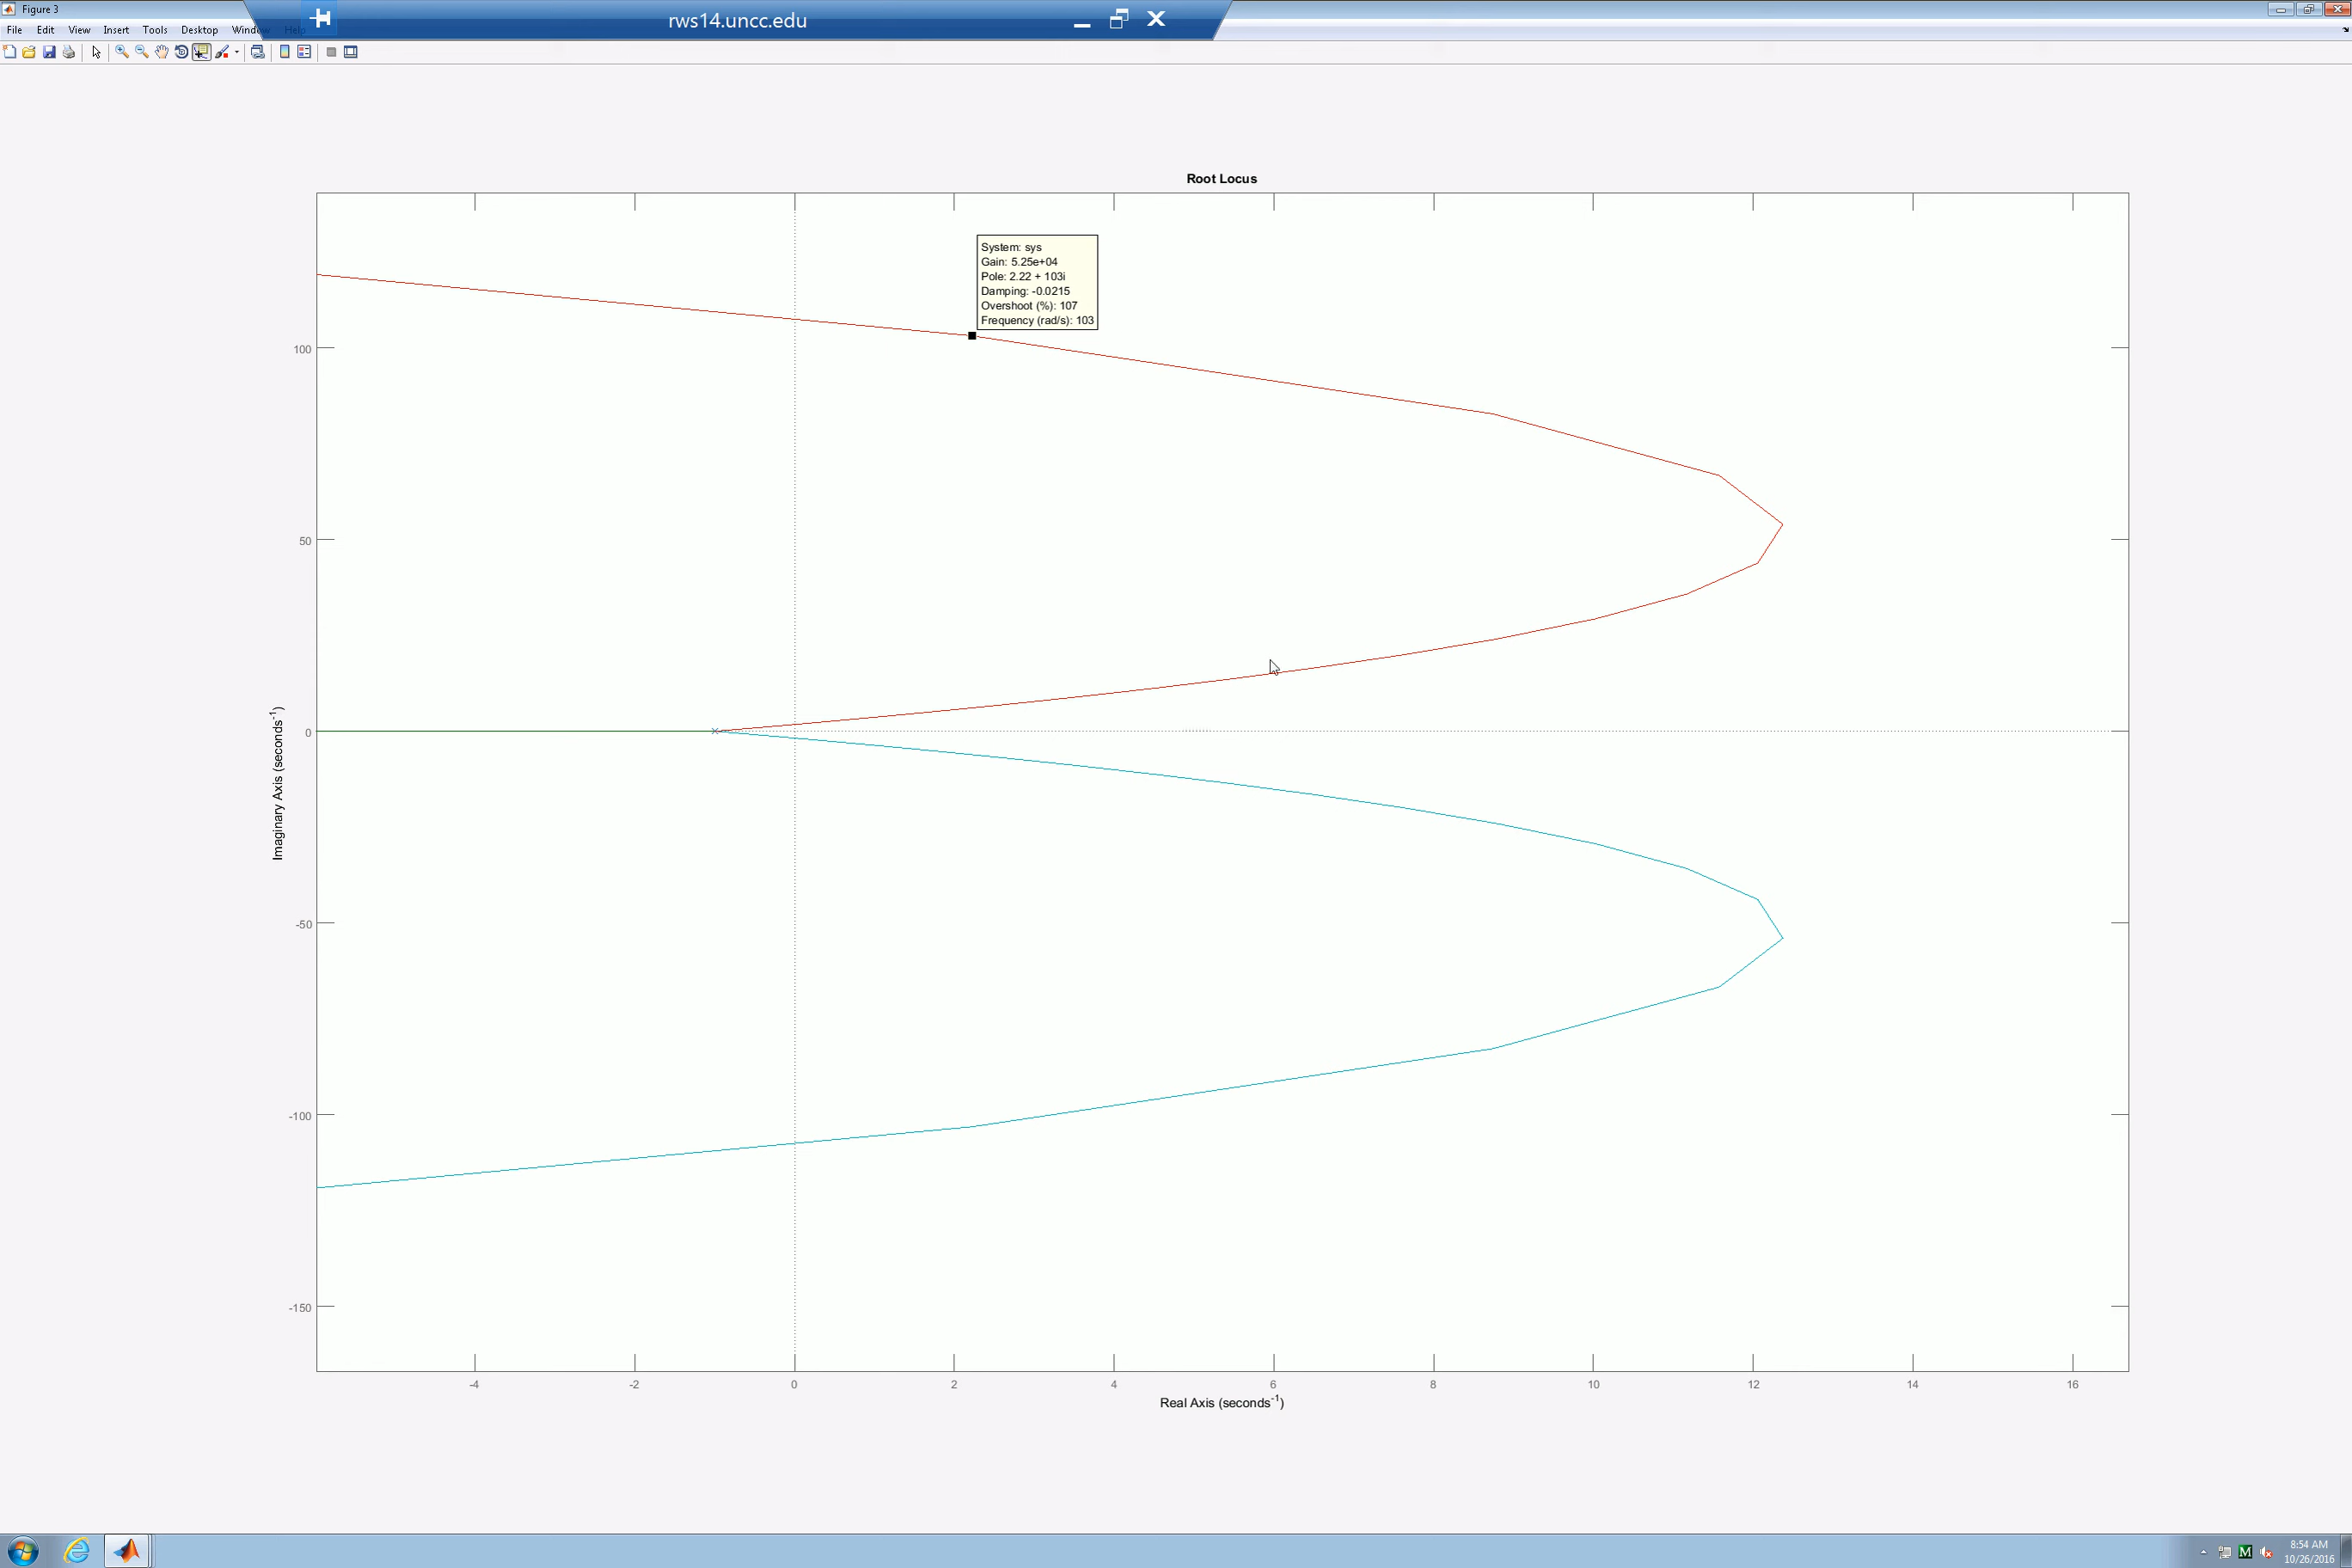 Figure 3
rws14.uncc.edu
File Edit View Insert Tools Desktop Window Help
Root Locus
System: sys
Gain: 5.25e+04
Pole: 2.22 + 103i
Damping: -0.0215
Overshoot (%): 107
Frequency (rad/s): 103
100
50
0
-50
-100
-150
Imaginary Axis (seconds⁻¹)
-4 -2 0 2 4 6 8 10 12 14 16
Real Axis (seconds⁻¹)
8:54 AM
10/26/2016